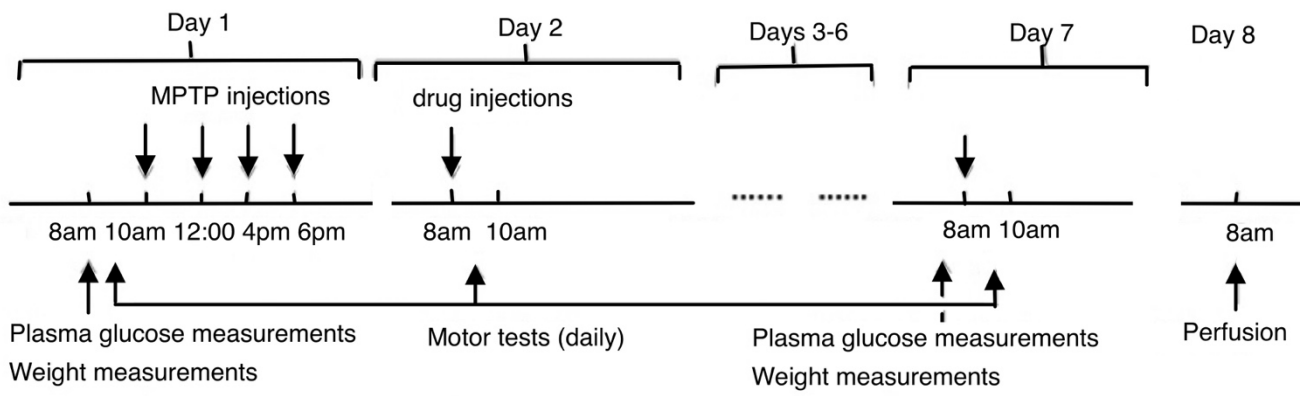 Day 1 Day 2 Days 3-6 Day 7 Day 8
MPTP injections drug injections
8am 10am 12:00 4pm 6pm 8am 10am 8am 10am 8am
Plasma glucose measurements Motor tests (daily) Plasma glucose measurements Perfusion
Weight measurements Weight measurements